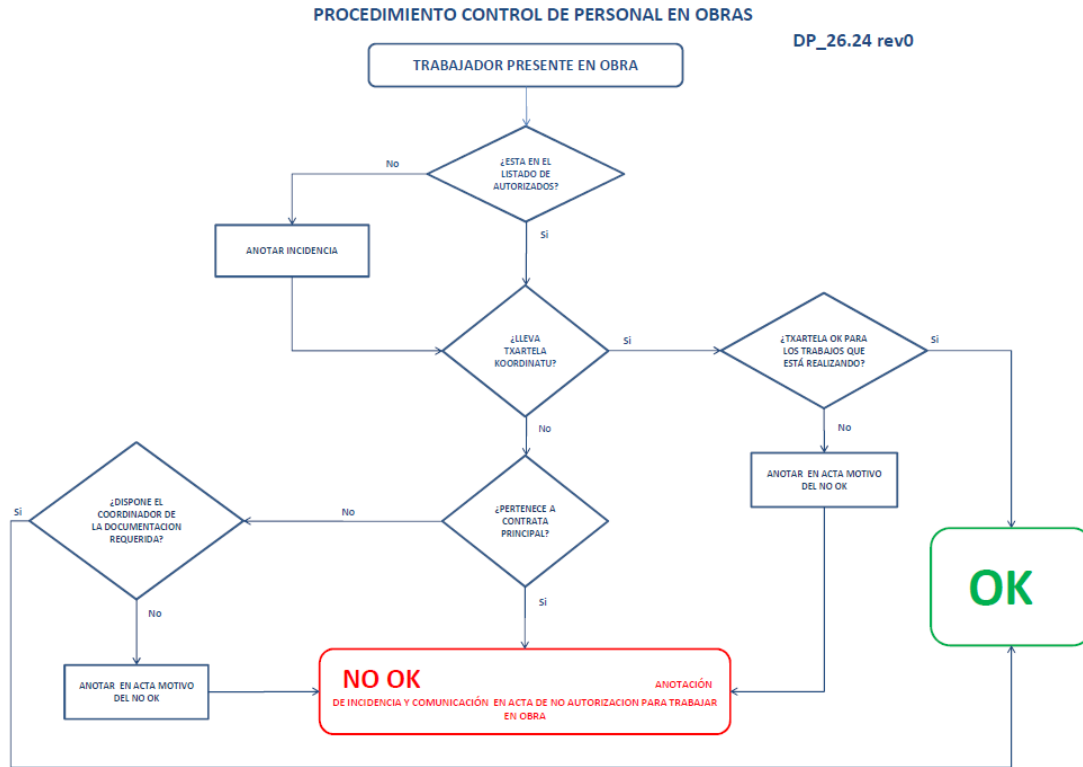 PROCEDIMIENTO CONTROL DE PERSONAL EN OBRAS
DP_26.24 rev0
TRABAJADOR PRESENTE EN OBRA
¿ESTA EN EL
LISTADO DE
AUTORIZADOS?
No
Si
ANOTAR INCIDENCIA
¿LLEVA
TXARTELA
KOORDINATU?
Si
¿TXARTELA OK PARA
LOS TRABAJOS QUE
ESTÁ REALIZANDO?
Si
No
No
ANOTAR EN ACTA MOTIVO
DEL NO OK
¿DISPONE EL
COORDINADOR DE
LA DOCUMENTACION
REQUERIDA?
Si
No
¿PERTENECE A
CONTRATA
PRINCIPAL?
No
Si
OK
ANOTAR EN ACTA MOTIVO
DEL NO OK
NO OK ANOTACIÓN
DE INCIDENCIA Y COMUNICACIÓN EN ACTA DE NO AUTORIZACION PARA TRABAJAR
EN OBRA